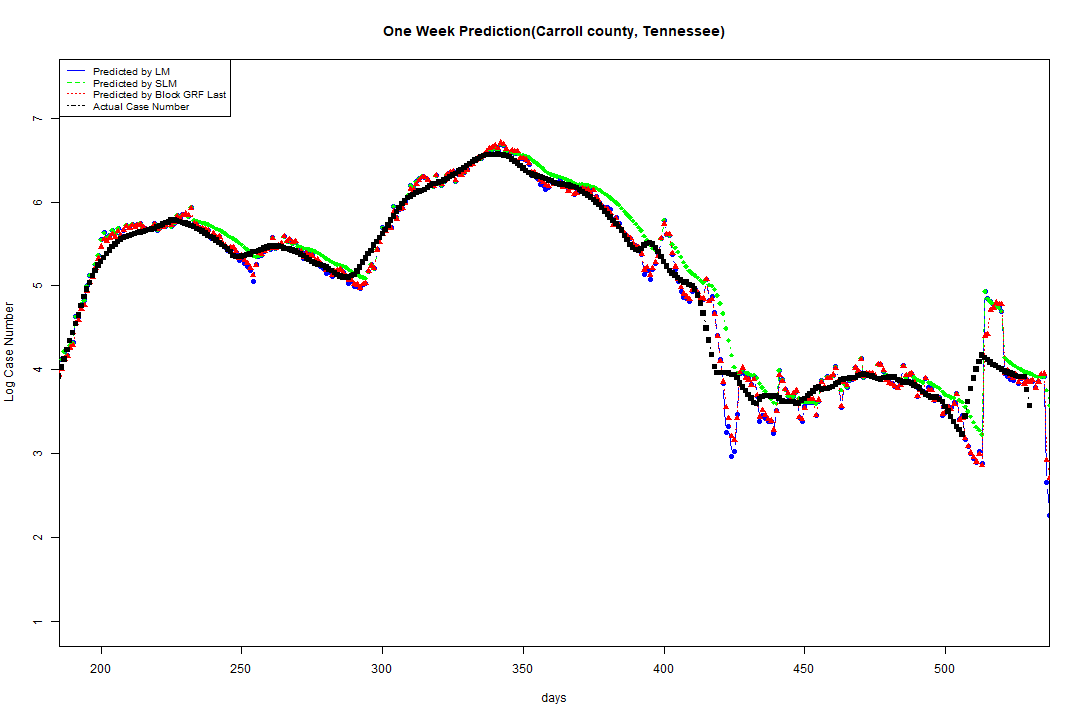 One Week Prediction(Carroll county, Tennessee)
Predicted by LM
Predicted by SLM
Predicted by Block GRF Last
Actual Case Number
Log Case Number
7
6
5
4
3
2
1
200 250 300 350 400 450 500
days